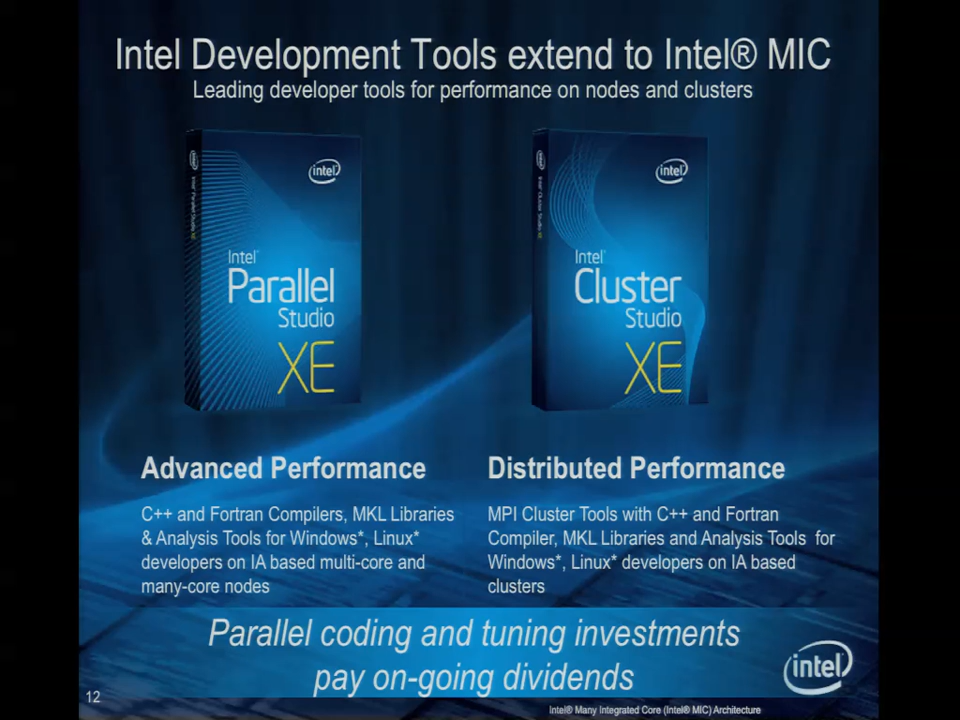 Intel Development Tools extend to Intel® MIC
Leading developer tools for performance on nodes and clusters
intel
Intel®
Parallel
Studio
XE
intel
Intel®
Cluster
Studio
XE
Advanced Performance
C++ and Fortran Compilers, MKL Libraries
& Analysis Tools for Windows*, Linux*
developers on IA based multi-core and
many-core nodes
Distributed Performance
MPI Cluster Tools with C++ and Fortran
Compiler, MKL Libraries and Analysis Tools for
Windows*, Linux* developers on IA based
clusters
Parallel coding and tuning investments
pay on-going dividends
intel
12
Intel® Many Integrated Core (Intel® MIC) Architecture